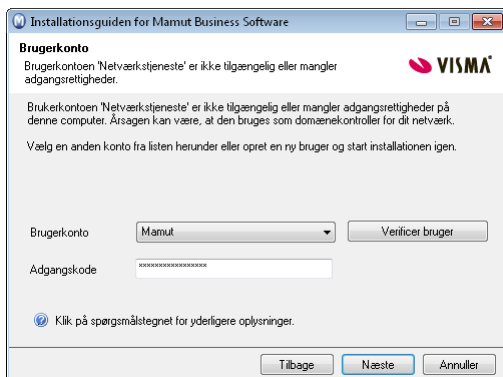 Installationsguiden for Mamut Business Software
Brugerkonto
Brugerkontoen 'Netværkstjeneste' er ikke tilgængelig eller mangler
adgangsrettigheder.
VISMA
Brukerkontoen 'Netværkstjeneste' er ikke tilgængelig eller mangler adgangsrettigheder på
denne computer. Årsagen kan være, at den bruges som domænekontroller for dit netværk.
Vælg en anden konto fra listen herunder eller opret en ny bruger og start installationen igen.
Brugerkonto
Mamut
Verificer bruger
Adgangskode
****************
Klik på spørgsmålstegnet for yderligere oplysninger.
Tilbage
Næste
Annuller